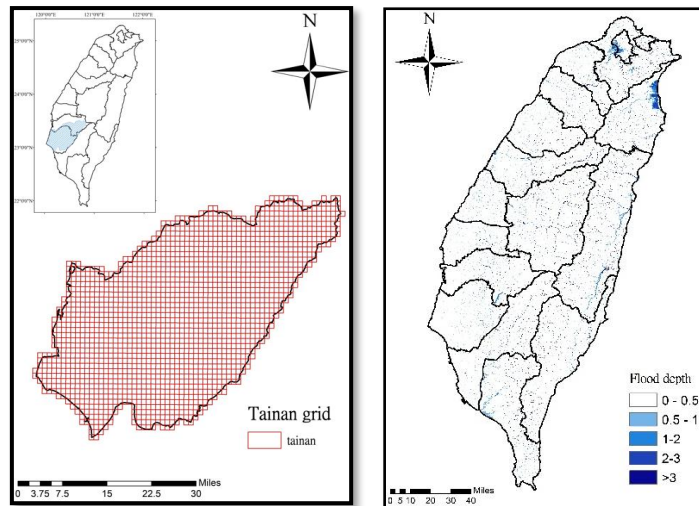 120°0'0"E 121°0'0"E 122°0'0"E
25°0'0"N
24°0'0"N
23°0'0"N
22°0'0"N
N
Tainan grid
tainan
Miles
0 3.75 7.5 15 22.5 30
N
Flood depth
0 - 0.5
0.5 - 1
1-2
2-3
>3
Miles
0 5 10 20 30 40